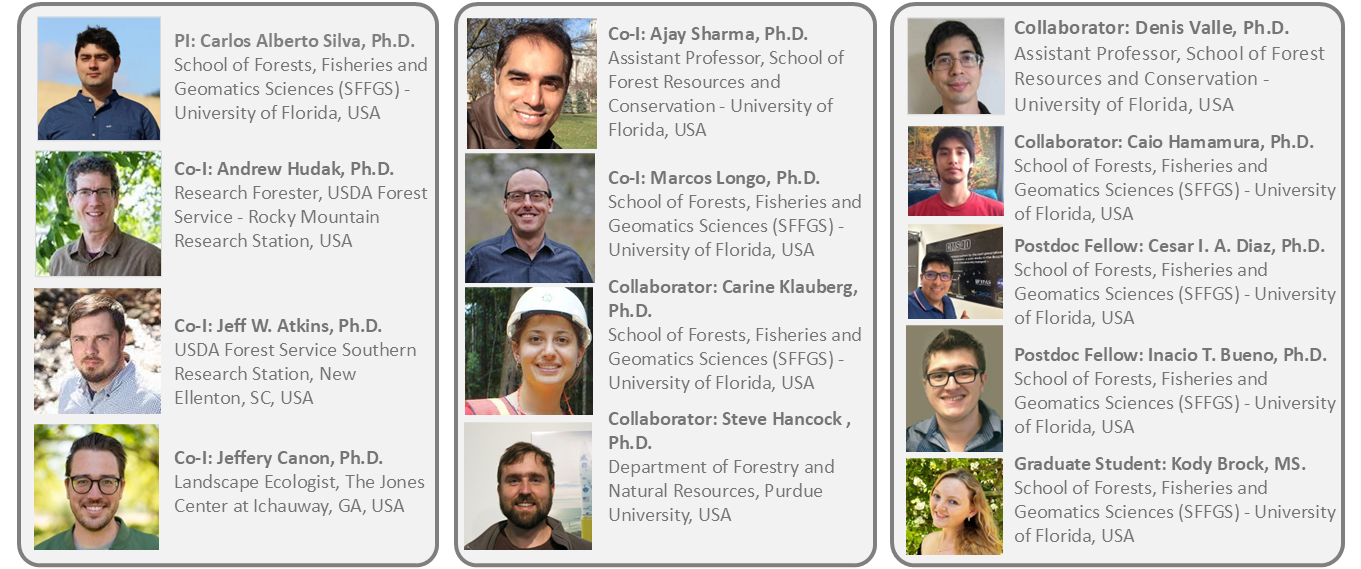 PI: Carlos Alberto Silva, Ph.D.
School of Forests, Fisheries and
Geomatics Sciences (SFFGS) -
University of Florida, USA
Co-I: Andrew Hudak, Ph.D.
Research Forester, USDA Forest
Service - Rocky Mountain
Research Station, USA
Co-I: Jeff W. Atkins, Ph.D.
USDA Forest Service Southern
Research Station, New
Ellenton, SC, USA
Co-I: Jeffery Canon, Ph.D.
Landscape Ecologist, The Jones
Center at Ichauway, GA, USA
Co-I: Ajay Sharma, Ph.D.
Assistant Professor, School of
Forest Resources and
Conservation - University of
Florida, USA
Co-I: Marcos Longo, Ph.D.
School of Forests, Fisheries and
Geomatics Sciences (SFFGS) -
University of Florida, USA
Collaborator: Carine Klauberg,
Ph.D.
School of Forests, Fisheries and
Geomatics Sciences (SFFGS) -
University of Florida, USA
Collaborator: Steve Hancock ,
Ph.D.
Department of Forestry and
Natural Resources, Purdue
University, USA
Collaborator: Denis Valle, Ph.D.
Assistant Professor, School of Forest
Resources and Conservation -
University of Florida, USA
Collaborator: Caio Hamamura, Ph.D.
School of Forests, Fisheries and
Geomatics Sciences (SFFGS) - University
of Florida, USA
Postdoc Fellow: Cesar I. A. Diaz, Ph.D.
School of Forests, Fisheries and
Geomatics Sciences (SFFGS) - University
of Florida, USA
Postdoc Fellow: Inacio T. Bueno, Ph.D.
School of Forests, Fisheries and
Geomatics Sciences (SFFGS) - University
of Florida, USA
Graduate Student: Kody Brock, MS.
School of Forests, Fisheries and
Geomatics Sciences (SFFGS) - University
of Florida, USA